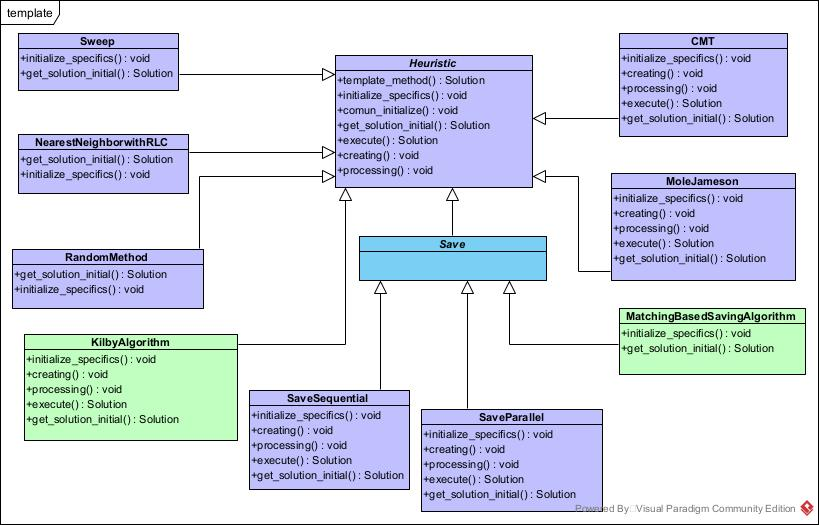 template
Sweep
+initialize_specifics() : void
+get_solution_initial() : Solution
Heuristic
+template_method() : Solution
+initialize_specifics() : void
+comun_initialize() : void
+get_solution_initial() : Solution
+execute() : Solution
+creating() : void
+processing() : void
CMT
+initialize_specifics() : void
+creating() : void
+processing() : void
+execute() : Solution
+get_solution_initial() : Solution
NearestNeighborwithRLC
+get_solution_initial() : Solution
+initialize_specifics() : void
MoleJameson
+initialize_specifics() : void
+creating() : void
+processing() : void
+execute() : Solution
+get_solution_initial() : Solution
RandomMethod
+get_solution_initial() : Solution
+initialize_specifics() : void
Save
MatchingBasedSavingAlgorithm
+initialize_specifics() : void
+get_solution_initial() : Solution
KilbyAlgorithm
+initialize_specifics() : void
+creating() : void
+processing() : void
+execute() : Solution
+get_solution_initial() : Solution
SaveSequential
+initialize_specifics() : void
+creating() : void
+processing() : void
+execute() : Solution
+get_solution_initial() : Solution
SaveParallel
+initialize_specifics() : void
+creating() : void
+processing() : void
+execute() : Solution
+get_solution_initial() : Solution
Powered By Visual Paradigm Community Edition